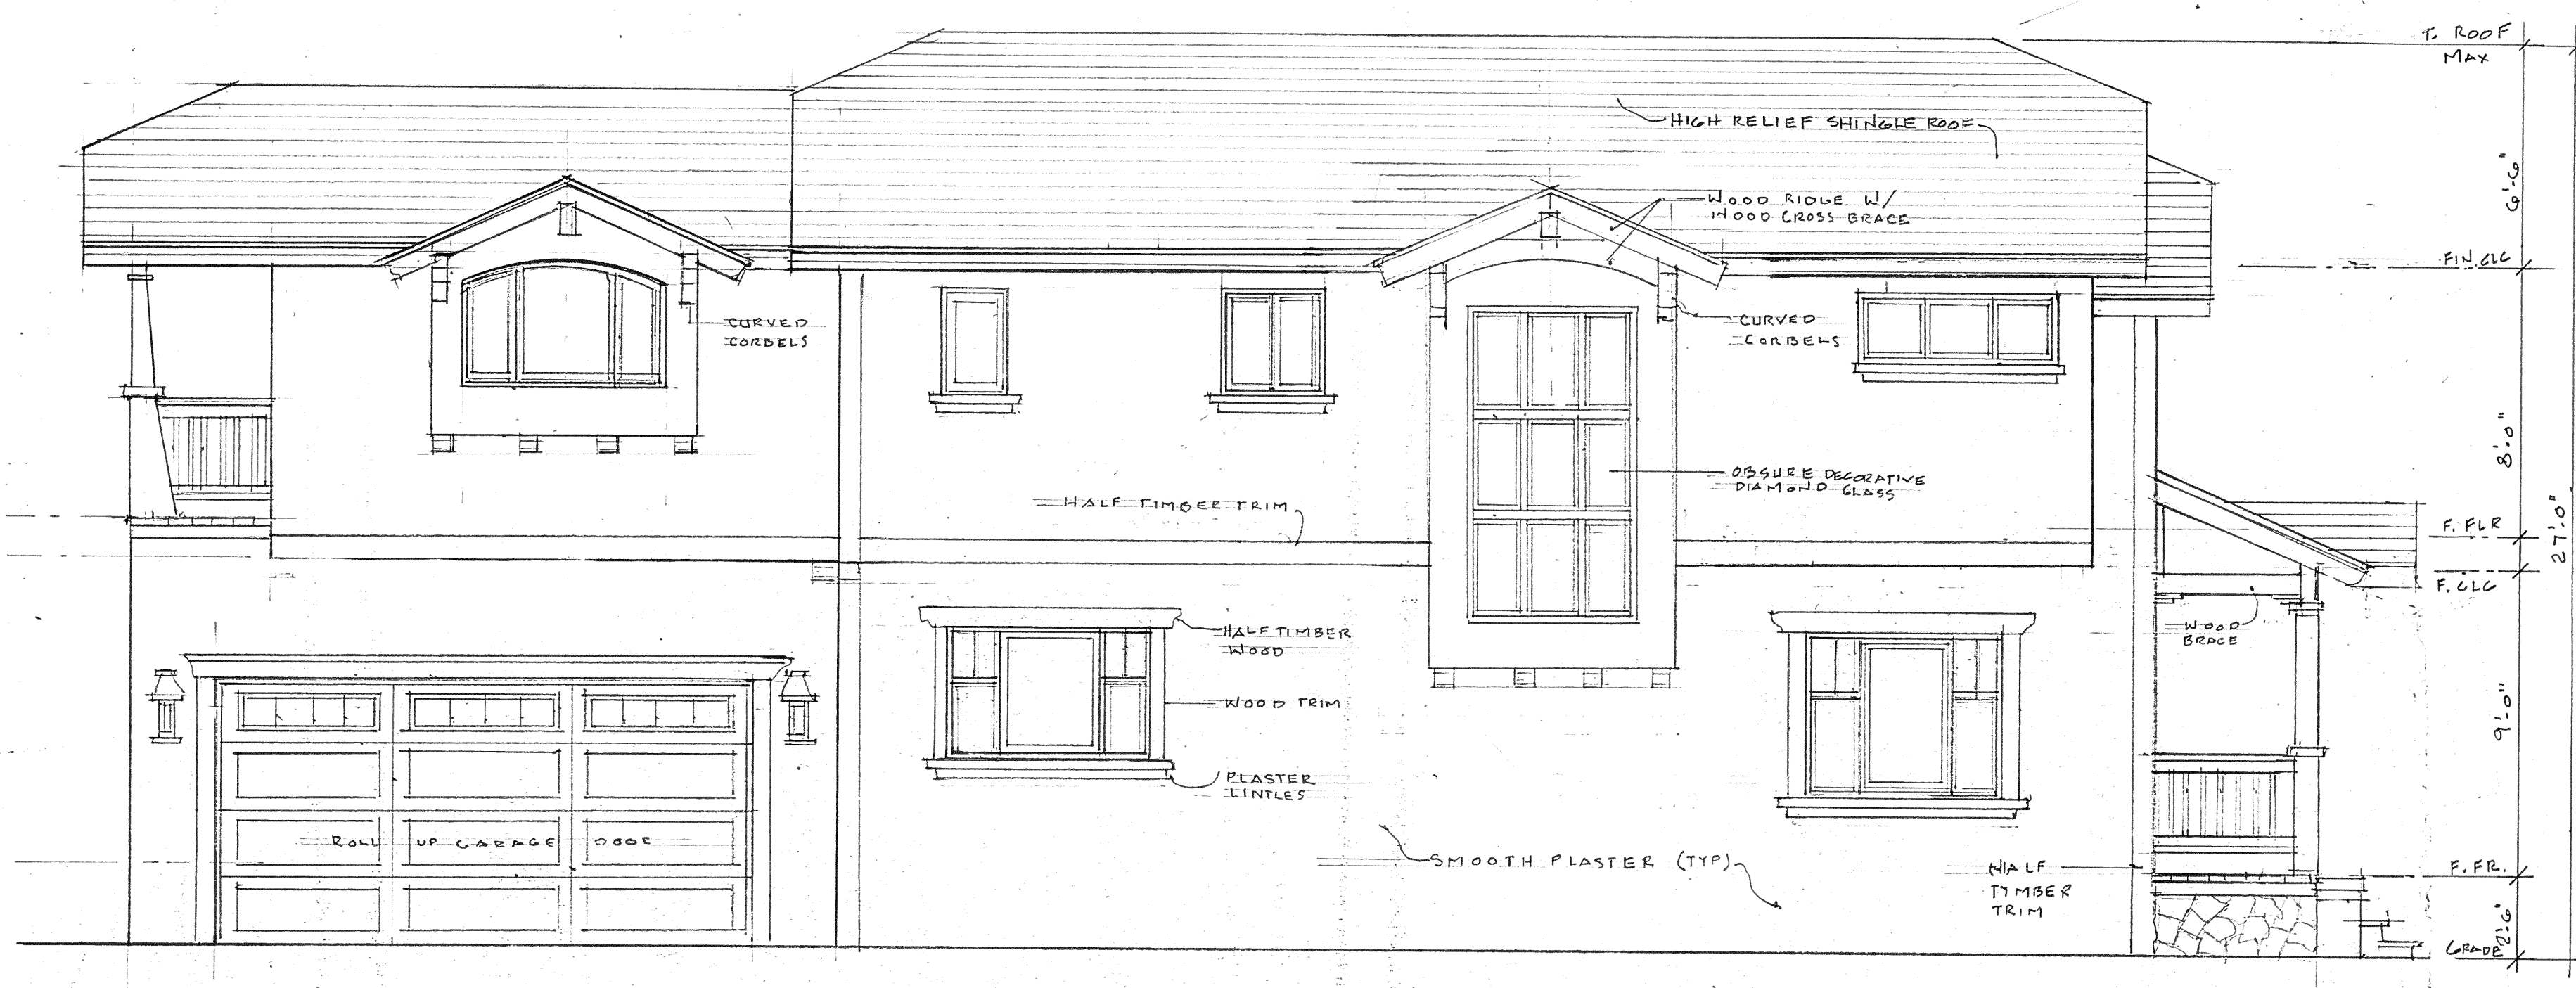 T. ROOF
MAX
HIGH RELIEF SHINGLE ROOF
6'-6"
WOOD RIDGE W/
WOOD CROSS BRACE
FIN. CLG
CURVED
CORBELS
CURVED
CORBELS
8'-0"
OBSURE DECORATIVE
DIAMOND GLASS
HALF TIMBER TRIM
F. FLR
27'-0"
F. CLG
HALF TIMBER
WOOD
WOOD
BRACE
WOOD TRIM
9'-0"
PLASTER
LINTLES
ROLL UP GARAGE DOOR
SMOOTH PLASTER (TYP)
HALF
TIMBER
TRIM
F. FR.
2'-6"
GRADE